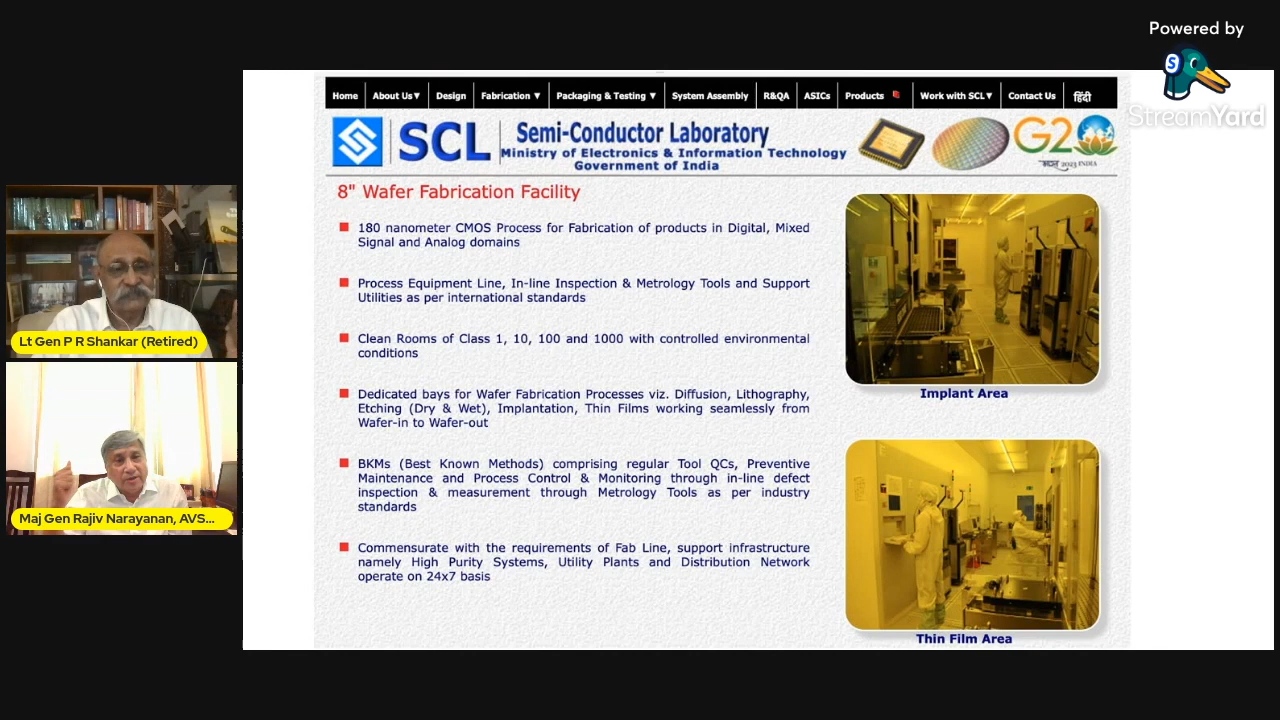 Powered by
StreamYard
Home
About Us▼
Design
Fabrication ▼
Packaging & Testing ▼
System Assembly
R&QA
ASICs
Products
Work with SCL▼
Contact Us
हिंदी
SCL
Semi-Conductor Laboratory
Ministry of Electronics & Information Technology
Government of India
G20
भारत 2023 INDIA
8" Wafer Fabrication Facility
180 nanometer CMOS Process for Fabrication of products in Digital, Mixed
Signal and Analog domains
Process Equipment Line, In-line Inspection & Metrology Tools and Support
Utilities as per international standards
Clean Rooms of Class 1, 10, 100 and 1000 with controlled environmental
conditions
Dedicated bays for Wafer Fabrication Processes viz. Diffusion, Lithography,
Etching (Dry & Wet), Implantation, Thin Films working seamlessly from
Wafer-in to Wafer-out
BKMs (Best Known Methods) comprising regular Tool QCs, Preventive
Maintenance and Process Control & Monitoring through in-line defect
inspection & measurement through Metrology Tools as per industry
standards
Commensurate with the requirements of Fab Line, support infrastructure
namely High Purity Systems, Utility Plants and Distribution Network
operate on 24x7 basis
Implant Area
Thin Film Area
Lt Gen P R Shankar (Retired)
Maj Gen Rajiv Narayanan, AVS...